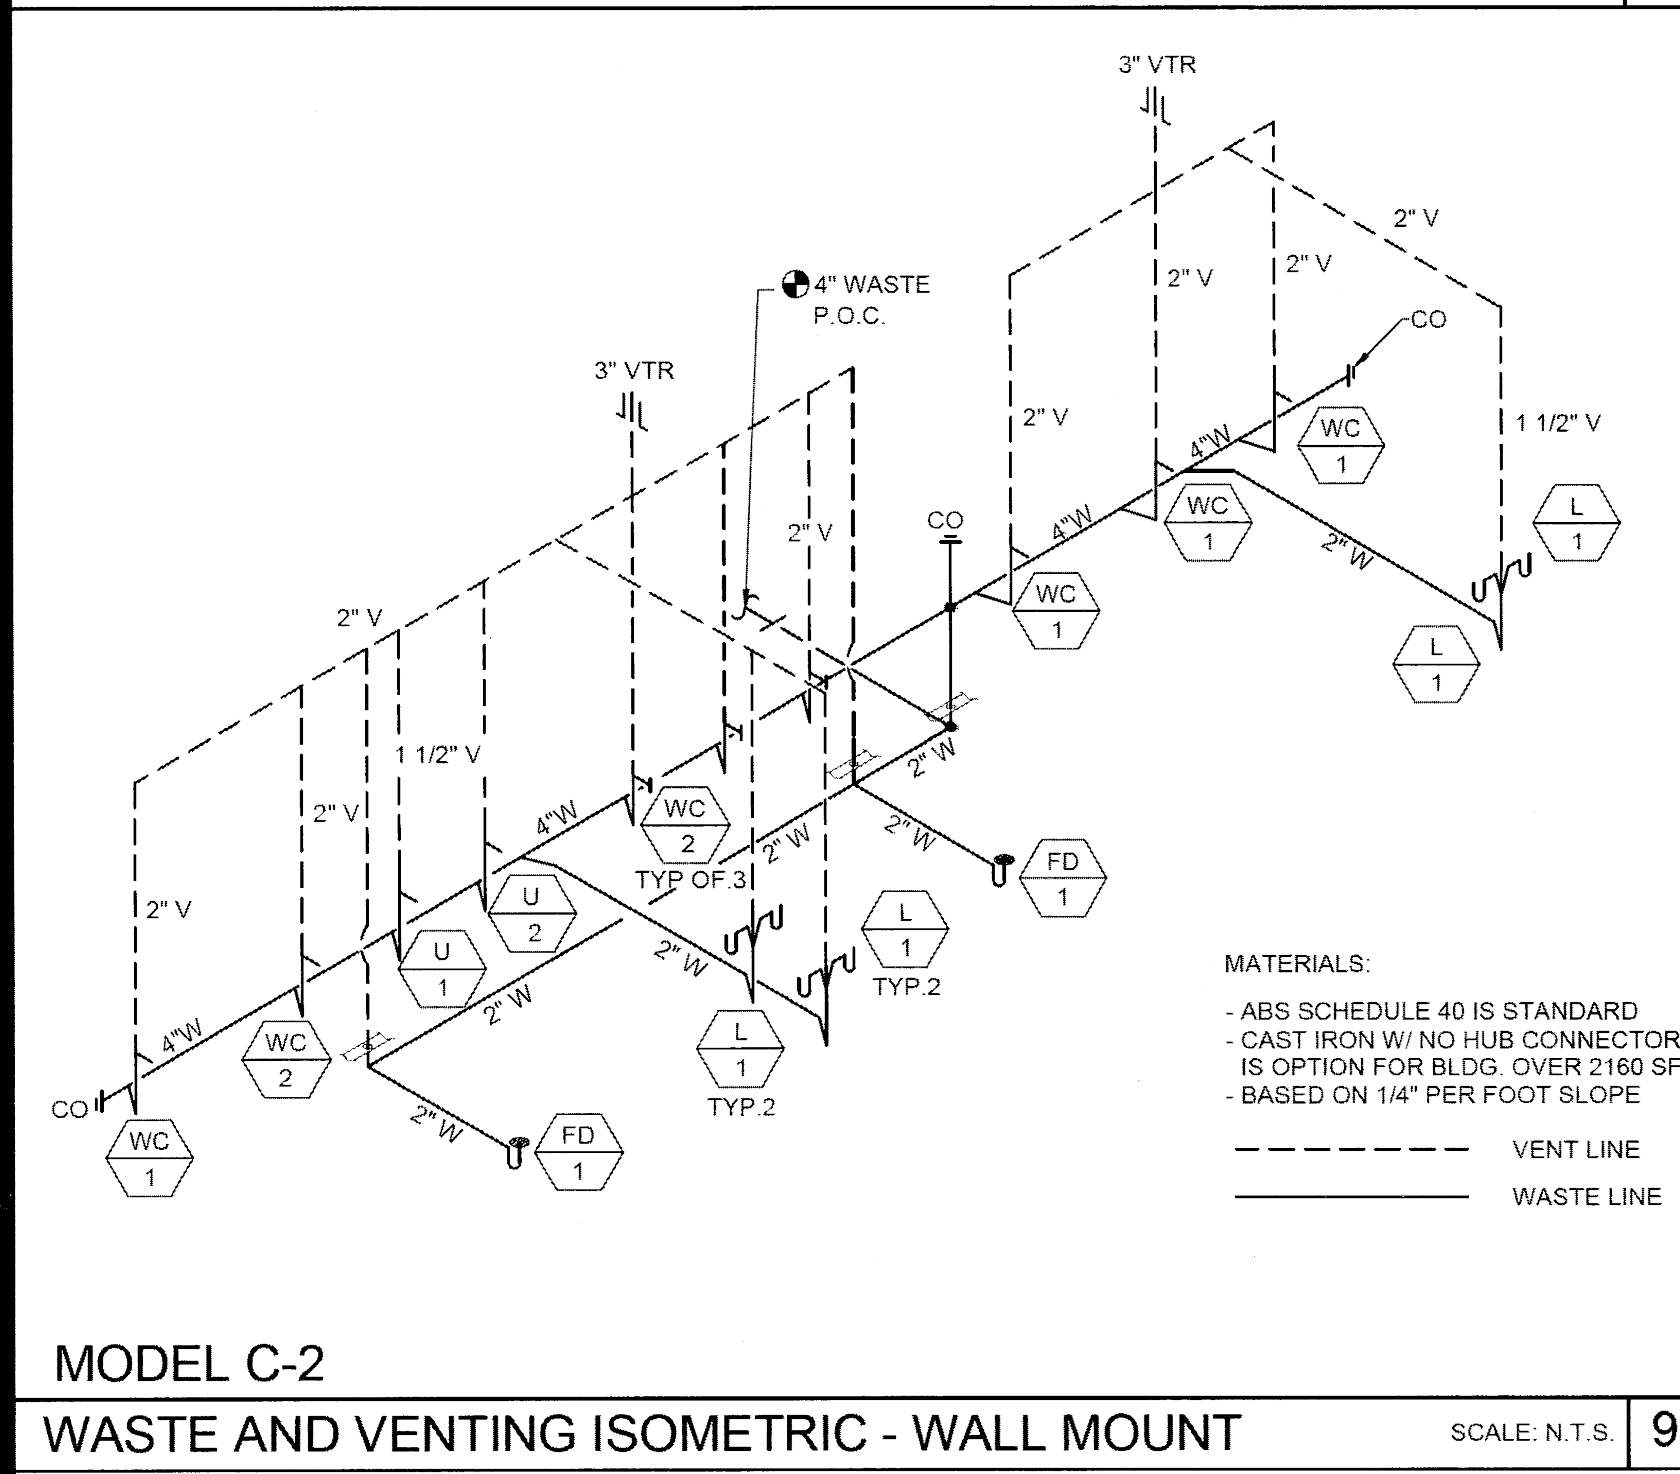 3" VTR
2" V
2" V
2" V
4" WASTE
P.O.C.
CO
3" VTR
2" V
1 1/2" V
4"W
WC
1
L
1
WC
1
4"W
CO
2" V
2" W
WC
1
2" V
L
1
1 1/2" V
2" W
2" V
4"W
WC
2
TYP OF.3
2" W
2" W
FD
1
2" V
U
2
L
1
TYP.2
2" W
U
1
2" W
4"W
WC
2
L
1
TYP.2
CO
2" W
WC
1
FD
1
MATERIALS:
- ABS SCHEDULE 40 IS STANDARD
- CAST IRON W/ NO HUB CONNECTOR
IS OPTION FOR BLDG. OVER 2160 SF
- BASED ON 1/4" PER FOOT SLOPE
VENT LINE
WASTE LINE
MODEL C-2
WASTE AND VENTING ISOMETRIC - WALL MOUNT
SCALE: N.T.S.
9